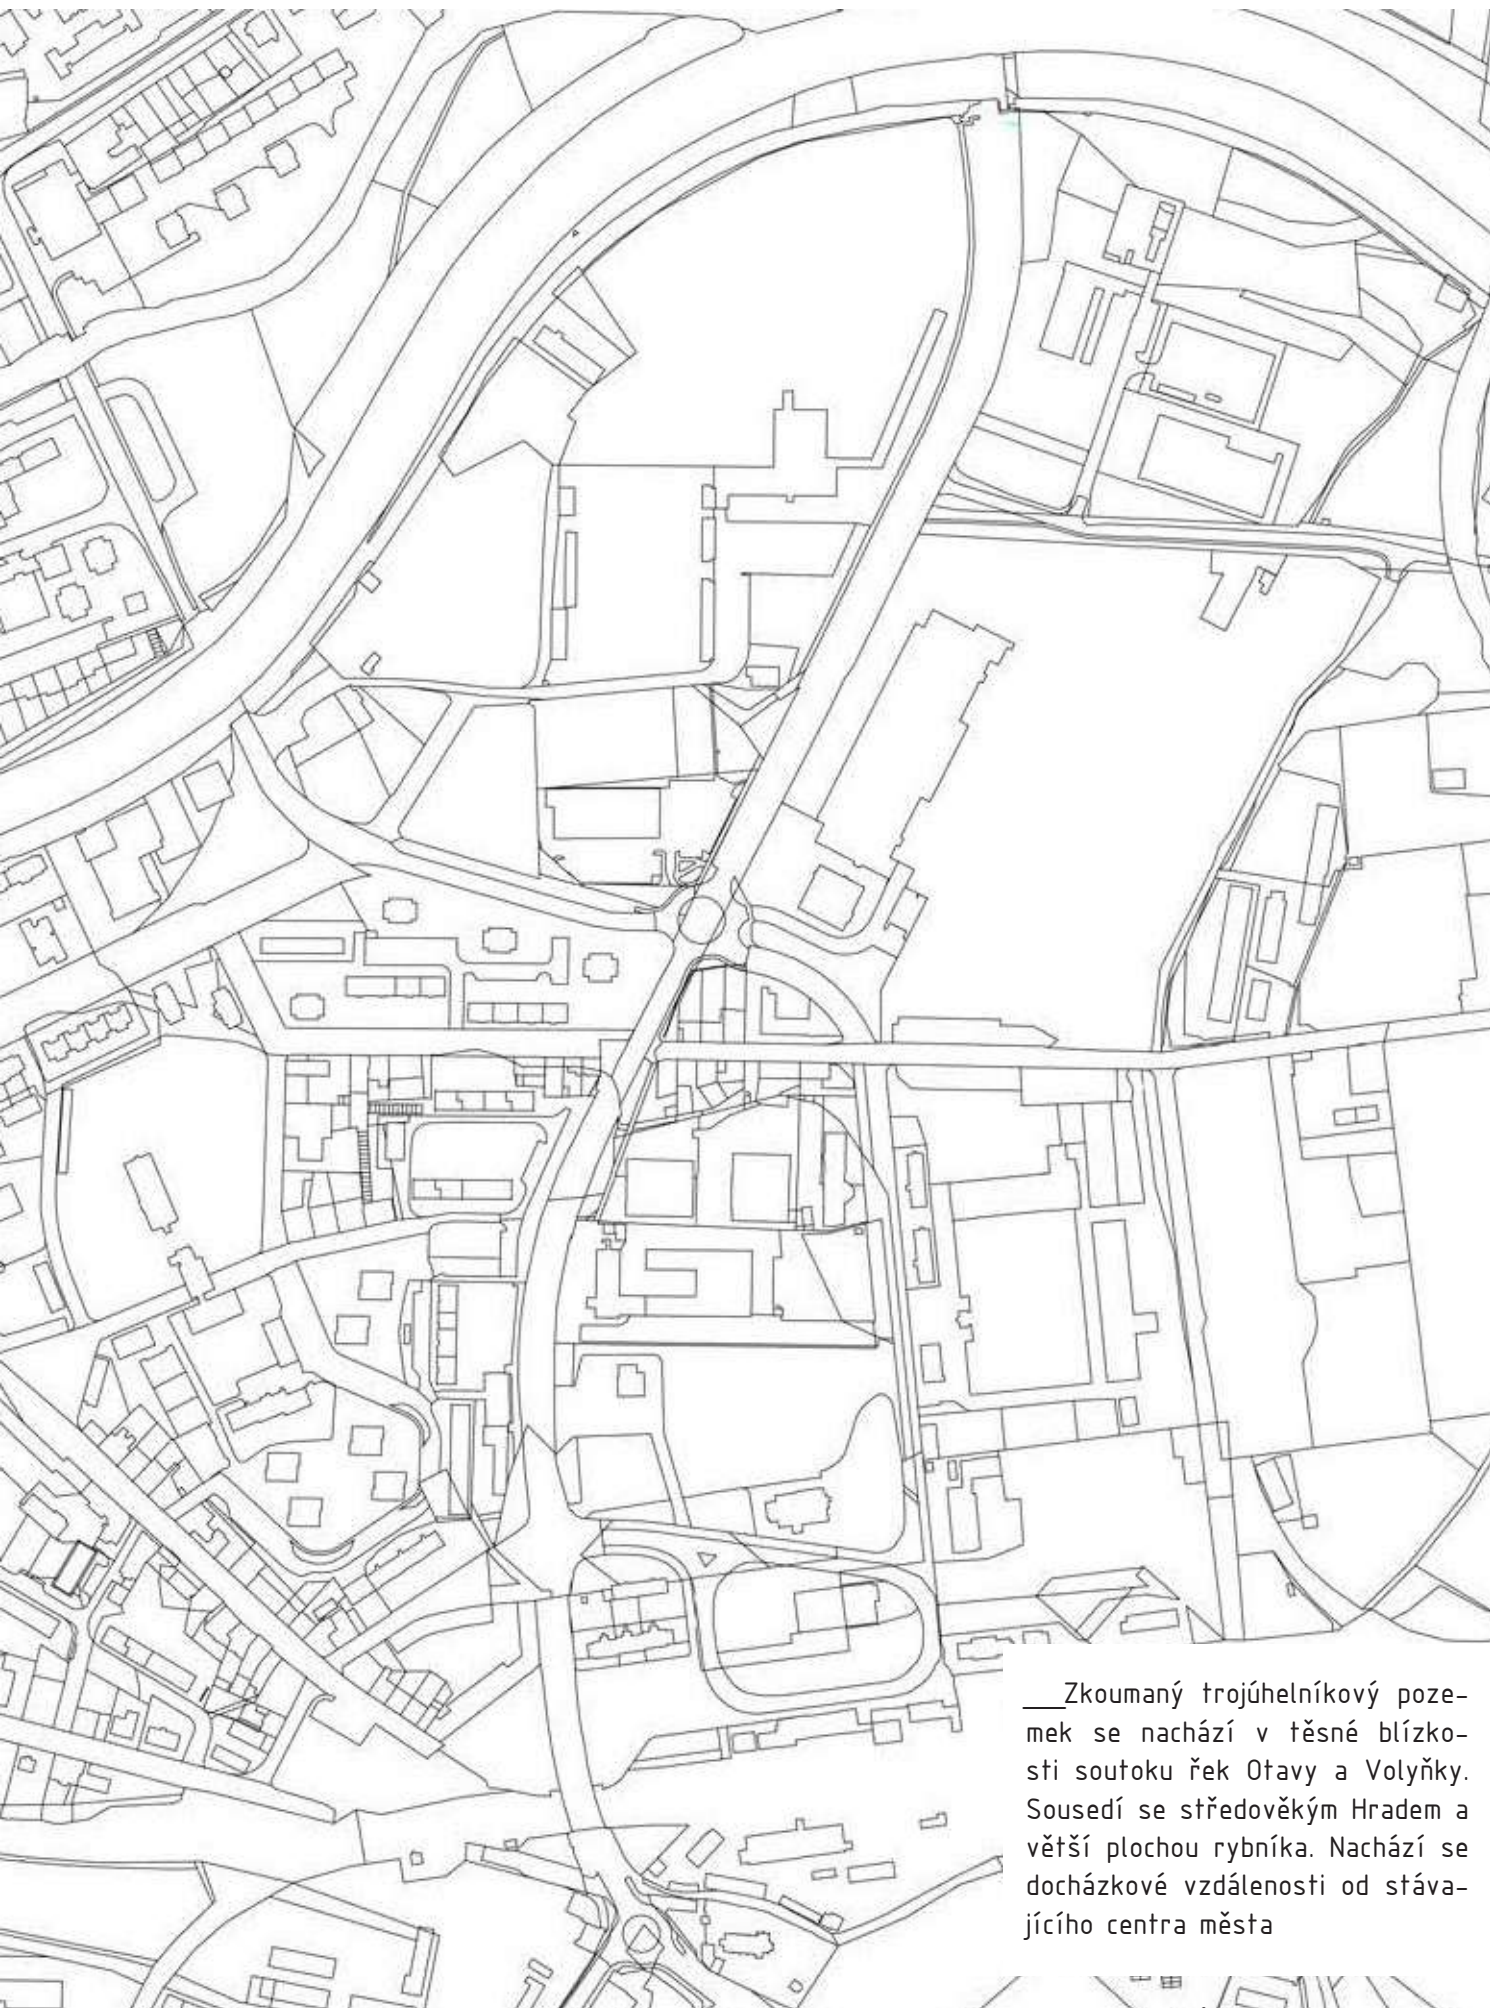 ___Zkoumaný trojúhelníkový poze-
mek se nachází v těsné blízko-
sti soutoku řek Otavy a Volyňky.
Sousedí se středověkým Hradem a
větší plochou rybníka. Nachází se
docházkové vzdálenosti od stáva-
jícího centra města